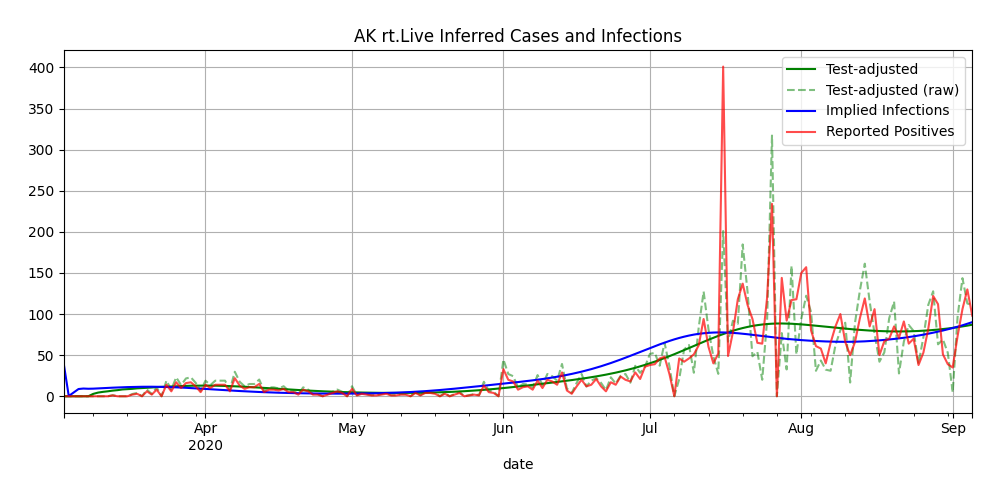 AK rt.Live Inferred Cases and Infections
Test-adjusted
Test-adjusted (raw)
Implied Infections
Reported Positives
400
350
300
250
200
150
100
50
0
Apr
2020
May
Jun
Jul
Aug
Sep
date